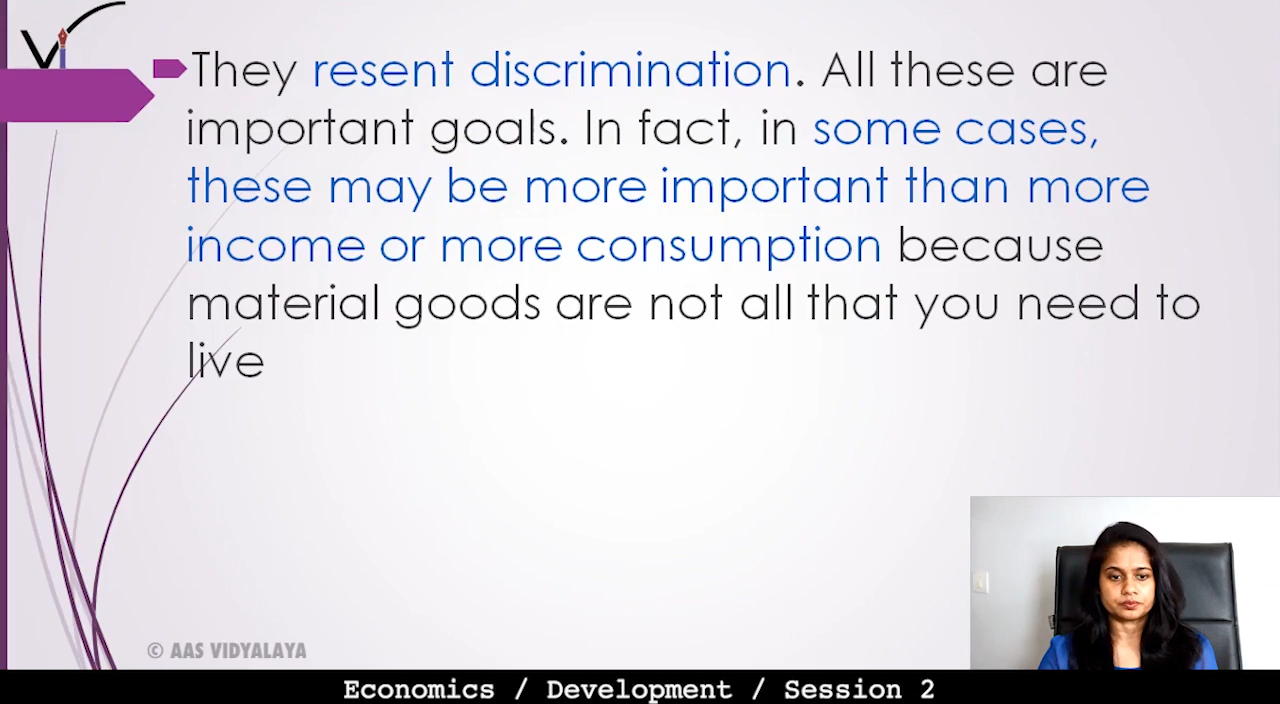 They resent discrimination. All these are
important goals. In fact, in some cases,
these may be more important than more
income or more consumption because
material goods are not all that you need to
live
© AAS VIDYALAYA
Economics / Development / Session 2